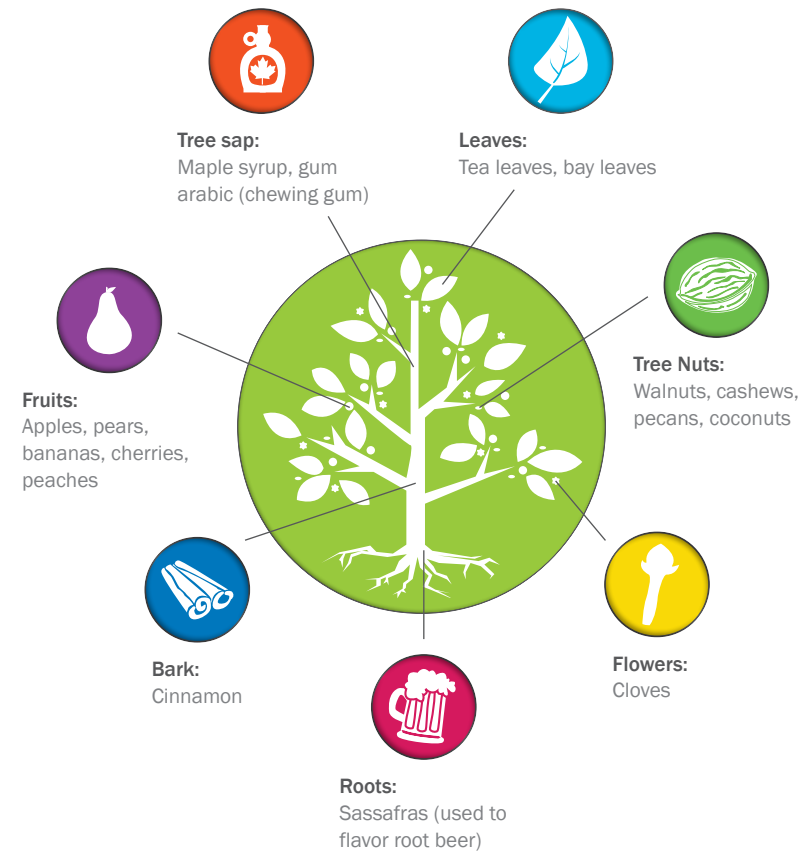 Tree sap:
Maple syrup, gum
arabic (chewing gum)
Leaves:
Tea leaves, bay leaves
Tree Nuts:
Walnuts, cashews,
pecans, coconuts
Fruits:
Apples, pears,
bananas, cherries,
peaches
Bark:
Cinnamon
Flowers:
Cloves
Roots:
Sassafras (used to
flavor root beer)